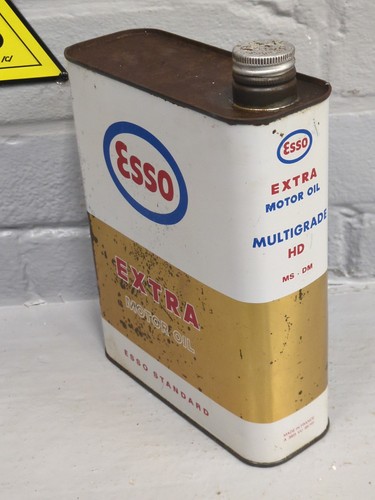 Esso
EXTRA
MOTOR OIL
ESSO STANDARD
Esso
EXTRA
MOTOR OIL
MULTIGRADE
HD
MS - DM